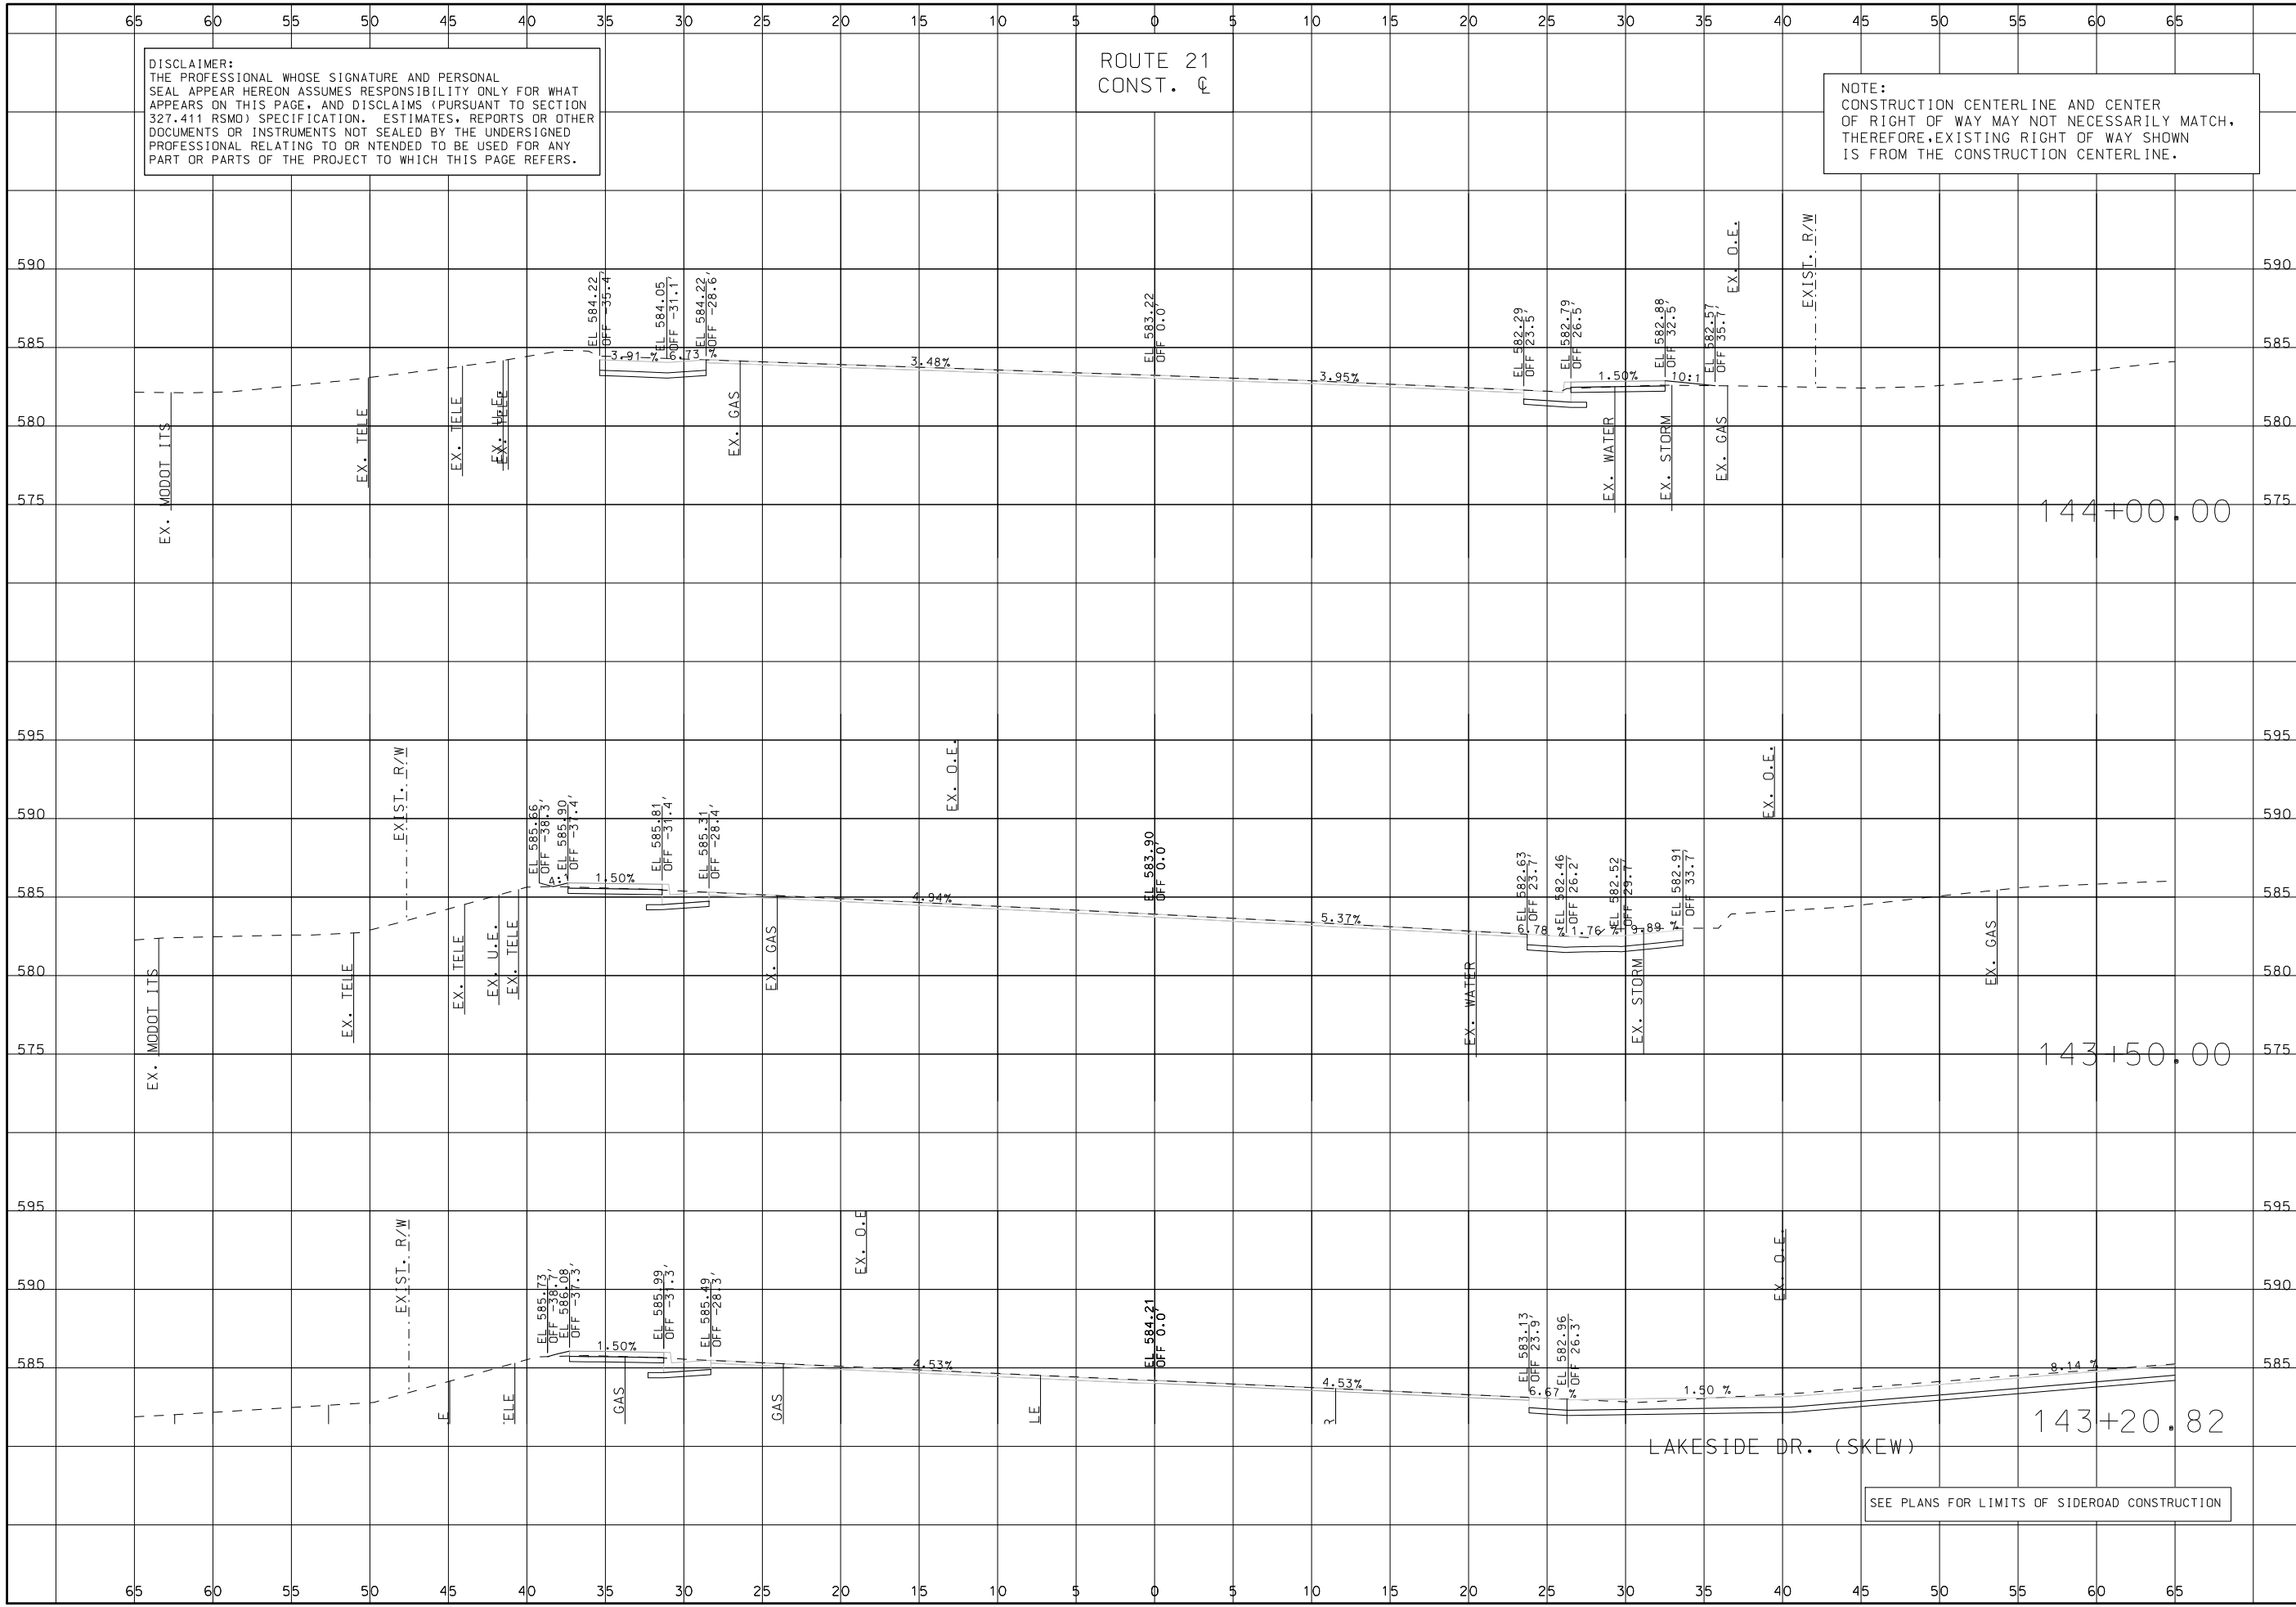 65 60 55 50 45 40 35 30 25 20 15 10 5 0 5 10 15 20 25 30 35 40 45 50 55 60 65
DISCLAIMER:
THE PROFESSIONAL WHOSE SIGNATURE AND PERSONAL
SEAL APPEAR HEREON ASSUMES RESPONSIBILITY ONLY FOR WHAT
APPEARS ON THIS PAGE, AND DISCLAIMS (PURSUANT TO SECTION
327.411 RSMO) SPECIFICATION. ESTIMATES, REPORTS OR OTHER
DOCUMENTS OR INSTRUMENTS NOT SEALED BY THE UNDERSIGNED
PROFESSIONAL RELATING TO OR NTENDED TO BE USED FOR ANY
PART OR PARTS OF THE PROJECT TO WHICH THIS PAGE REFERS.
ROUTE 21
CONST. ℄
NOTE:
CONSTRUCTION CENTERLINE AND CENTER
OF RIGHT OF WAY MAY NOT NECESSARILY MATCH,
THEREFORE,EXISTING RIGHT OF WAY SHOWN
IS FROM THE CONSTRUCTION CENTERLINE.
590 590
585 585
580 580
575 575
EX. MODOT ITS
EX. TELE
EX. TELE
EX. U.E.
EX. TELE
EL 584.22
OFF -35.4'
EL 584.05
OFF -31.1'
EL 584.22
OFF -28.6'
3.91 % 6.73 %
EX. GAS
3.48%
EL 583.22
OFF 0.0'
3.95%
EL 582.29
OFF 23.5'
EL 582.79
OFF 26.5'
1.50%
EL 582.88
OFF 32.5'
10:1
EL 582.57
OFF 35.7'
EX. WATER
EX. STORM
EX. GAS
EX. O.E.
EXIST. R/W
144+00.00
595 595
590 590
585 585
580 580
575 575
EX. MODOT ITS
EX. TELE
EXIST. R/W
EX. TELE
EX. U.E.
EX. TELE
EL 585.66
OFF -38.3'
EL 585.90
OFF -37.4'
4:1
1.50%
EL 585.81
OFF -31.4'
EL 585.31
OFF -28.4'
EX. GAS
EX. O.E.
4.94%
EL 583.90
OFF 0.0'
5.37%
EX. WATER
EL 582.63
OFF 23.7'
6.78 %
EL 582.46
OFF 26.2'
1.76 %
EL 582.52
OFF 29.7'
9.89 %
EL 582.91
OFF 33.7'
EX. STORM
EX. O.E.
EX. GAS
143+50.00
595 595
590 590
585 585
EXIST. R/W
E
ELE
EL 585.73
OFF -38.7'
EL 586.08
OFF -37.3'
1.50%
GAS
EL 585.99
OFF -31.3'
EL 585.49
OFF -28.3'
GAS
EX. O.E
4.53%
LE
EL 584.21
OFF 0.0'
4.53%
R
EL 583.13
OFF 23.9'
6.67 %
EL 582.96
OFF 26.3'
1.50 %
EX. O.E.
8.14 %
143+20.82
LAKESIDE DR. (SKEW)
SEE PLANS FOR LIMITS OF SIDEROAD CONSTRUCTION
65 60 55 50 45 40 35 30 25 20 15 10 5 0 5 10 15 20 25 30 35 40 45 50 55 60 65